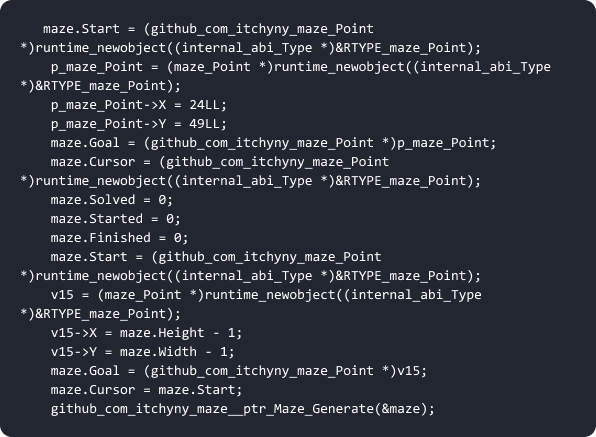 maze.Start = (github_com_itchyny_maze_Point
*)runtime_newobject((internal_abi_Type *)&RTYPE_maze_Point);
p_maze_Point = (maze_Point *)runtime_newobject((internal_abi_Type
*)&RTYPE_maze_Point);
p_maze_Point->X = 24LL;
p_maze_Point->Y = 49LL;
maze.Goal = (github_com_itchyny_maze_Point *)p_maze_Point;
maze.Cursor = (github_com_itchyny_maze_Point
*)runtime_newobject((internal_abi_Type *)&RTYPE_maze_Point);
maze.Solved = 0;
maze.Started = 0;
maze.Finished = 0;
maze.Start = (github_com_itchyny_maze_Point
*)runtime_newobject((internal_abi_Type *)&RTYPE_maze_Point);
v15 = (maze_Point *)runtime_newobject((internal_abi_Type
*)&RTYPE_maze_Point);
v15->X = maze.Height - 1;
v15->Y = maze.Width - 1;
maze.Goal = (github_com_itchyny_maze_Point *)v15;
maze.Cursor = maze.Start;
github_com_itchyny_maze__ptr_Maze_Generate(&maze);